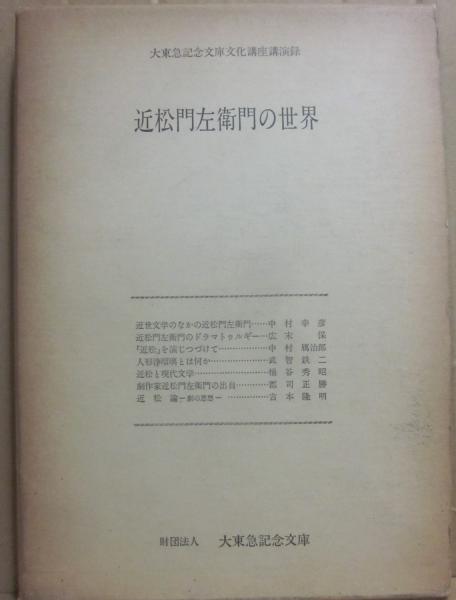 大東急記念文庫文化講座講演録
近松門左衛門の世界
近世文学のなかの近松門左衛門……中村幸彦
近松門左衛門のドラマトゥルギー…広末保
「近松」を演じつづけて………………中村鴈治郎
人形浄瑠璃とは何か…………………武智鉄二
近松と現代文学………………………桶谷秀昭
劇作家近松門左衛門の出自…………郡司正勝
近松論－劇の思想－……………吉本隆明
財団法人 大東急記念文庫